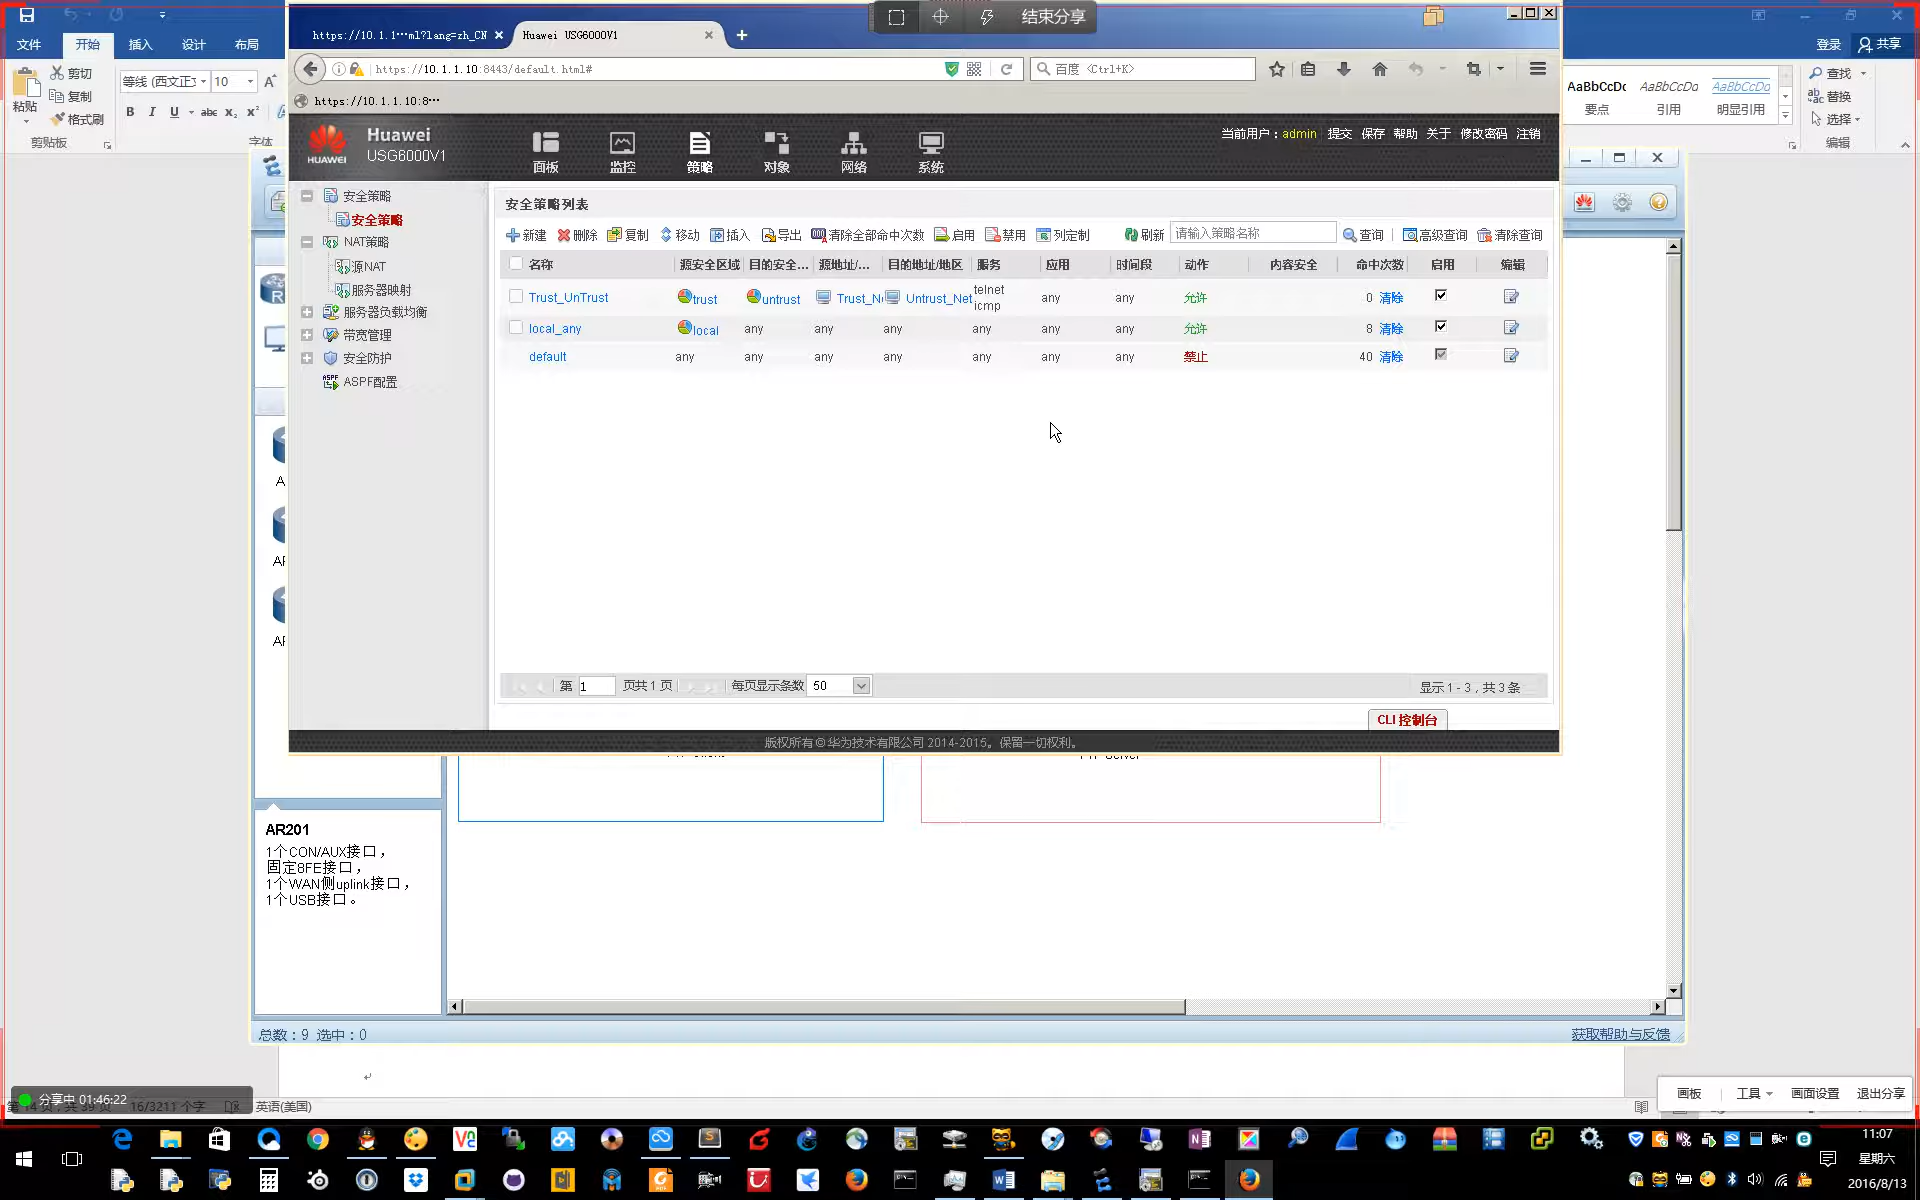 结束分享
文件 开始 插入 设计 布局
登录 共享
剪切
复制
格式刷
粘贴
剪贴板
等线 (西文正 10
B I U abc x₂ x²
字体
AaBbCcDc AaBbCcDc AaBbCcDc
要点 引用 明显引用
查找
替换
选择
编辑
https://10.1.1⋯ml?lang=zh_CN
Huawei USG6000V1
https://10.1.1.10:8443/default.html#
百度 <Ctrl+K>
https://10.1.1.10:8⋯
HUAWEI
Huawei
USG6000V1
面板 监控 策略 对象 网络 系统
当前用户：admin 提交 保存 帮助 关于 修改密码 注销
安全策略
安全策略
NAT策略
源NAT
服务器映射
服务器负载均衡
带宽管理
安全防护
ASPF配置
安全策略列表
新建 删除 复制 移动 插入 导出 清除全部命中次数 启用 禁用 列定制 刷新 请输入策略名称 查询 高级查询 清除查询
名称 源安全区域 目的安全... 源地址/... 目的地址/地区 服务 应用 时间段 动作 内容安全 命中次数 启用 编辑
Trust_UnTrust trust untrust Trust_N Untrust_Net telnet icmp any any 允许 0 清除
local_any local any any any any any any 允许 8 清除
default any any any any any any any 禁止 40 清除
第 1 页共 1 页 每页显示条数 50
显示 1 - 3，共 3 条
CLI 控制台
版权所有 © 华为技术有限公司 2014-2015。保留一切权利。
AR201
1个CON/AUX接口，
固定8FE接口，
1个WAN侧uplink接口，
1个USB接口。
总数：9 选中：0
获取帮助与反馈
分享中 01:46:22
16/3211 个字
英语(美国)
画板 工具 画面设置 退出分享
11:07
星期六
2016/8/13